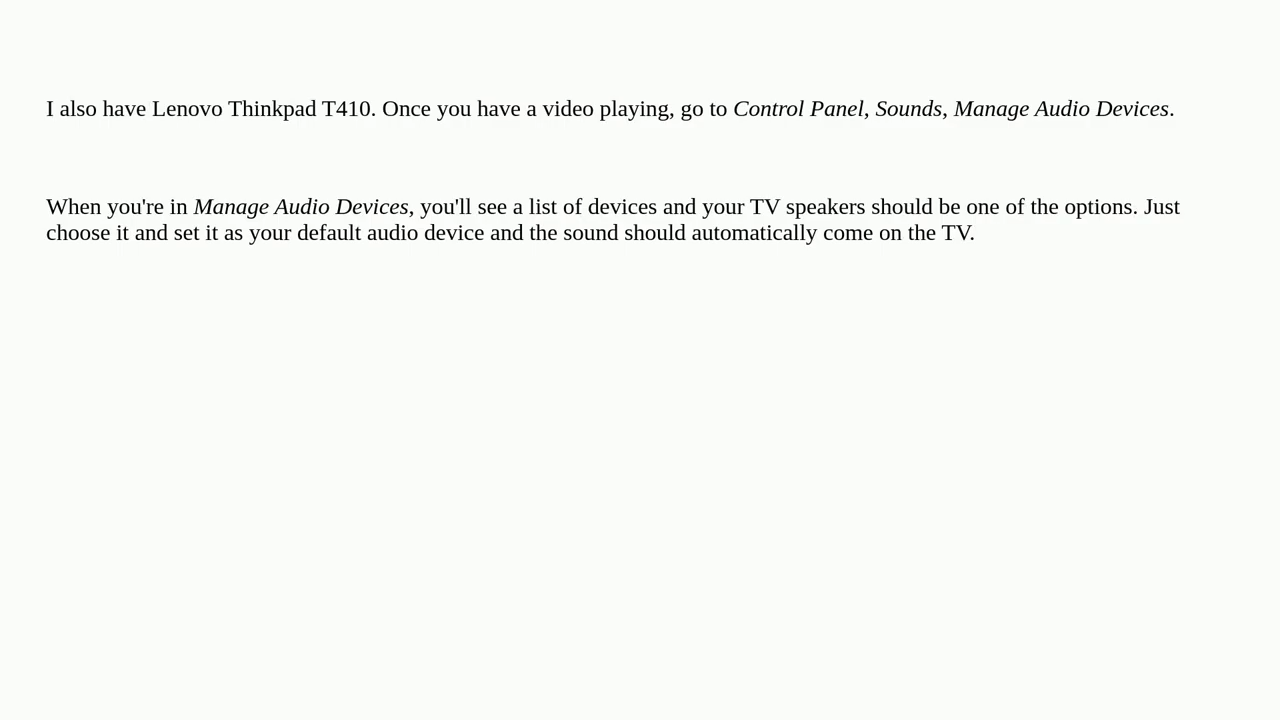 I also have Lenovo Thinkpad T410. Once you have a video playing, go to Control Panel, Sounds, Manage Audio Devices.
When you're in Manage Audio Devices, you'll see a list of devices and your TV speakers should be one of the options. Just
choose it and set it as your default audio device and the sound should automatically come on the TV.